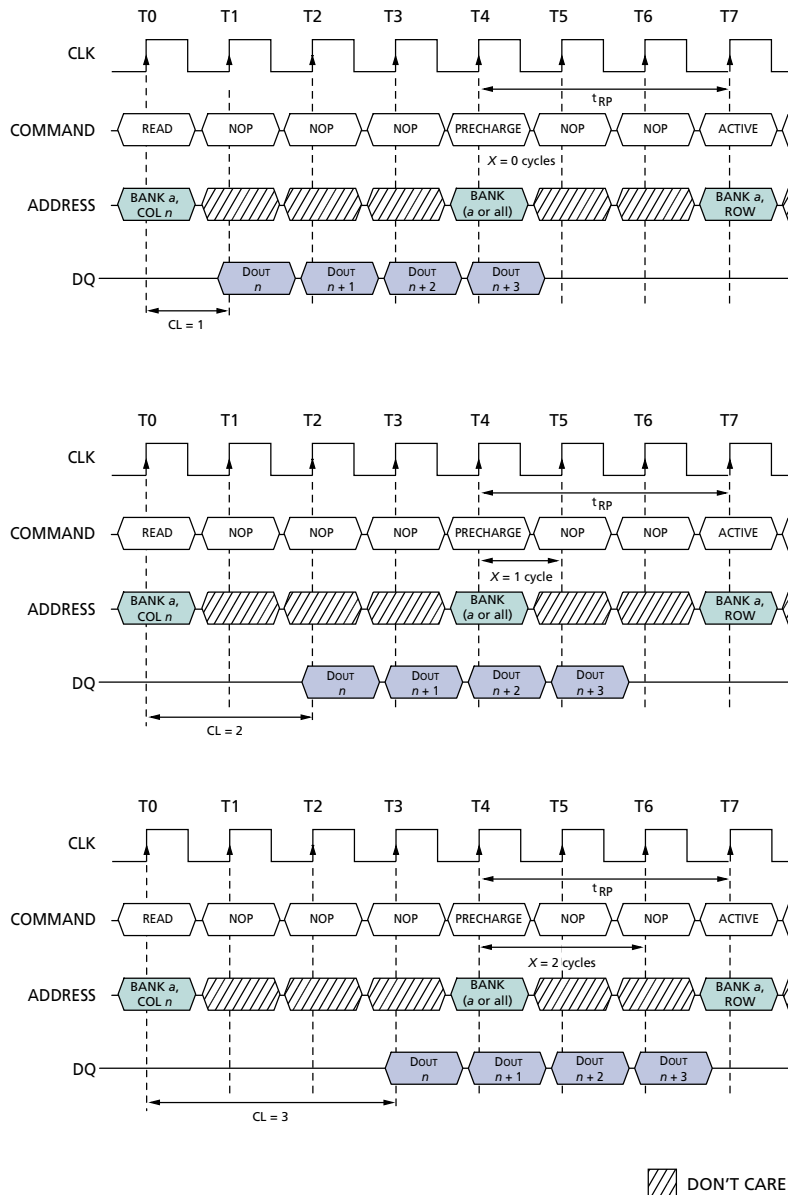 T0 T1 T2 T3 T4 T5 T6 T7
CLK
tRP
COMMAND READ NOP NOP NOP PRECHARGE NOP NOP ACTIVE
X = 0 cycles
ADDRESS BANK a, COL n BANK (a or all) BANK a, ROW
DQ DOUT n DOUT n + 1 DOUT n + 2 DOUT n + 3
CL = 1
T0 T1 T2 T3 T4 T5 T6 T7
CLK
tRP
COMMAND READ NOP NOP NOP PRECHARGE NOP NOP ACTIVE
X = 1 cycle
ADDRESS BANK a, COL n BANK (a or all) BANK a, ROW
DQ DOUT n DOUT n + 1 DOUT n + 2 DOUT n + 3
CL = 2
T0 T1 T2 T3 T4 T5 T6 T7
CLK
tRP
COMMAND READ NOP NOP NOP PRECHARGE NOP NOP ACTIVE
X = 2 cycles
ADDRESS BANK a, COL n BANK (a or all) BANK a, ROW
DQ DOUT n DOUT n + 1 DOUT n + 2 DOUT n + 3
CL = 3
DON'T CARE